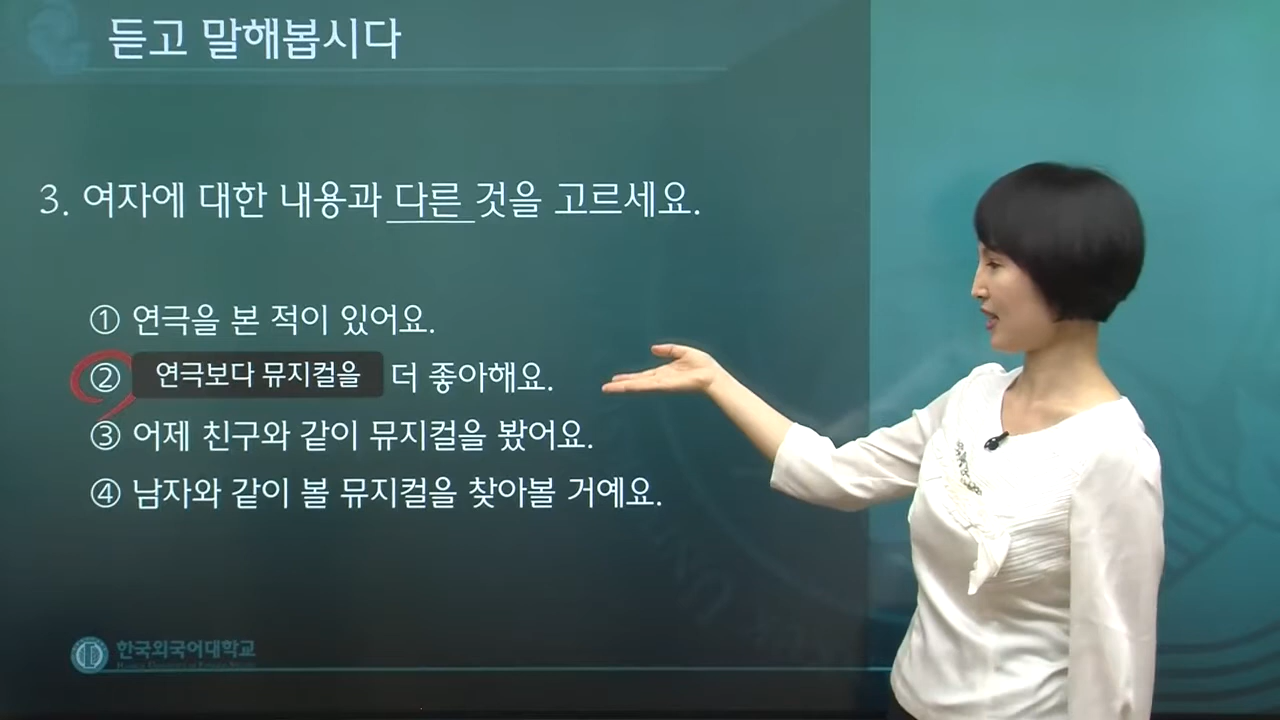 듣고 말해봅시다
3. 여자에 대한 내용과 다른 것을 고르세요.
① 연극을 본 적이 있어요.
② 연극보다 뮤지컬을 더 좋아해요.
③ 어제 친구와 같이 뮤지컬을 봤어요.
④ 남자와 같이 볼 뮤지컬을 찾아볼 거예요.
한국외국어대학교